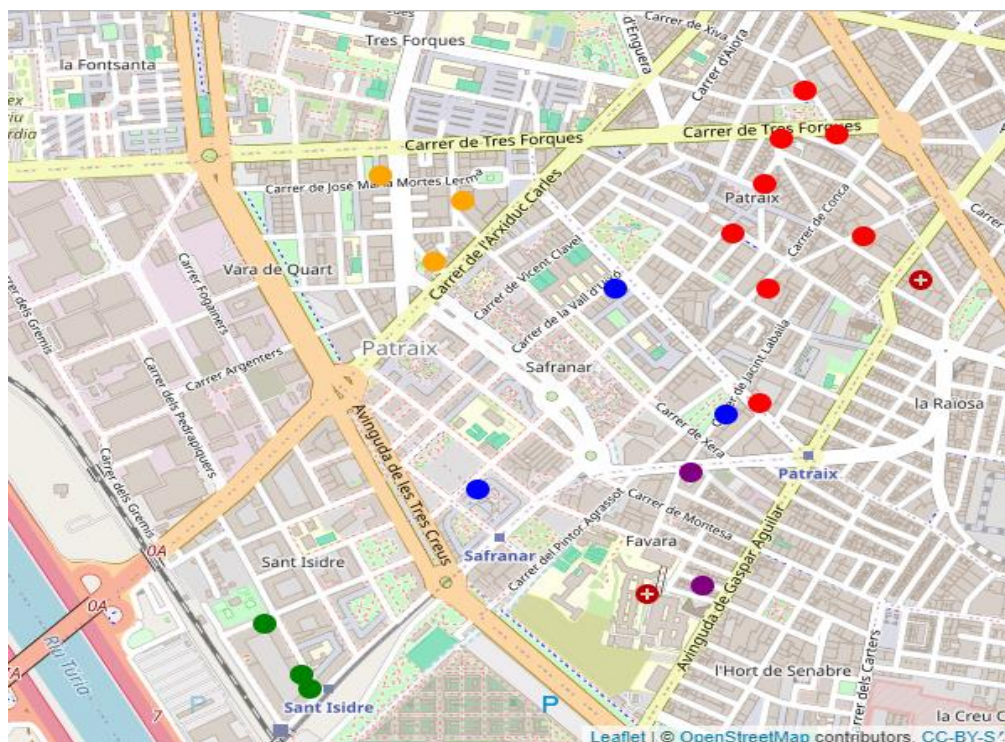 Carrer de Xiva
Tres Forques
la Fontsanta
d'Enguera
Carrer d'Aiora
Carrer de Tres Forques
Carrer de Tres Forques
Carrer de José Maria Mortes Lerma
Patraix
Carrer de Conca
Carrer de l'Arxiduc Carles
Carrer de Vicent Clavel
Vara de Quart
Carrer Fogainers
Carrer dels Gremis
Carrer de la Vall d'Uixó
Patraix
Safranar
Carrer Argenters
Carrer de Jacint Labaila
la Raiosa
Carrer dels Pedrapiquers
Carrer de Xera
Avinguda de les Tres Creus
Patraix
Carrer dels Gremis
Carrer de Montesa
0A
Safranar
Favara
Carrer del Pintor Agrassot
Avinguda de Gaspar Aguilar
Sant Isidre
0A
Riu Túria
l'Hort de Senabre
Carrer dels Carters
P
P
7
Sant Isidre
la Creu C
Leaflet | © OpenStreetMap contributors, CC-BY-S